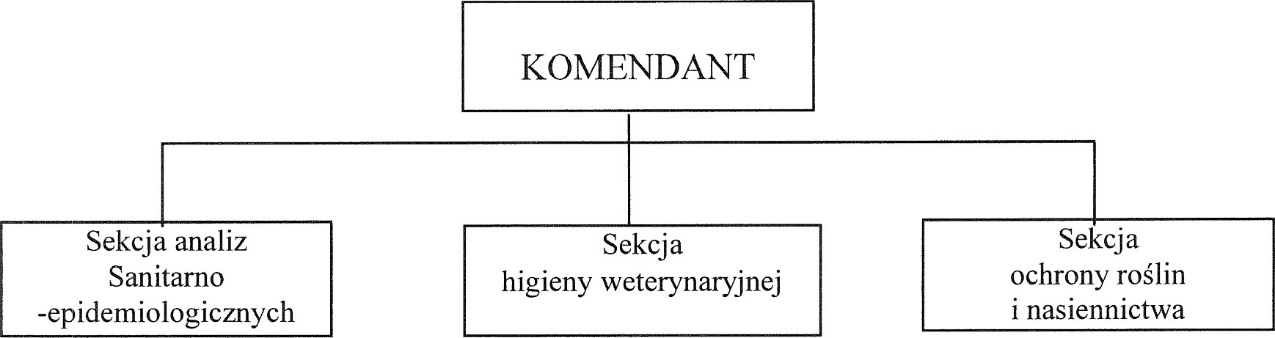 KOMENDANT
Sekcja analiz
Sanitarno
-epidemiologicznych
Sekcja
higieny weterynaryjnej
Sekcja
ochrony roślin
i nasiennictwa